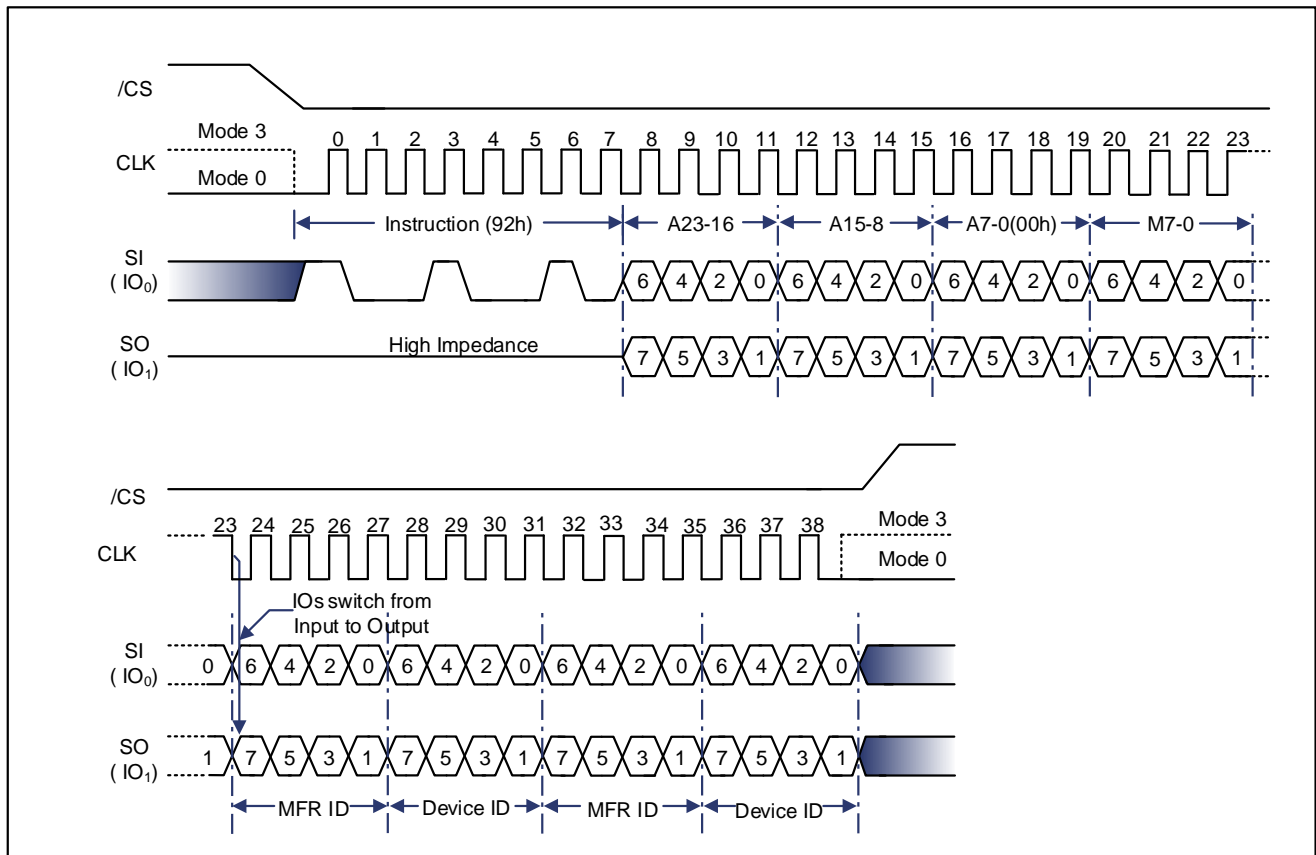 /CS
Mode 3
0 1 2 3 4 5 6 7 8 9 10 11 12 13 14 15 16 17 18 19 20 21 22 23
CLK
Mode 0
Instruction (92h) A23-16 A15-8 A7-0(00h) M7-0
SI
( IO0) 6 4 2 0 6 4 2 0 6 4 2 0 6 4 2 0
SO
( IO1) High Impedance 7 5 3 1 7 5 3 1 7 5 3 1 7 5 3 1
/CS
23 24 25 26 27 28 29 30 31 32 33 34 35 36 37 38 Mode 3
CLK Mode 0
IOs switch from
Input to Output
SI
( IO0) 0 6 4 2 0 6 4 2 0 6 4 2 0 6 4 2 0
SO
( IO1) 1 7 5 3 1 7 5 3 1 7 5 3 1 7 5 3 1
MFR ID Device ID MFR ID Device ID